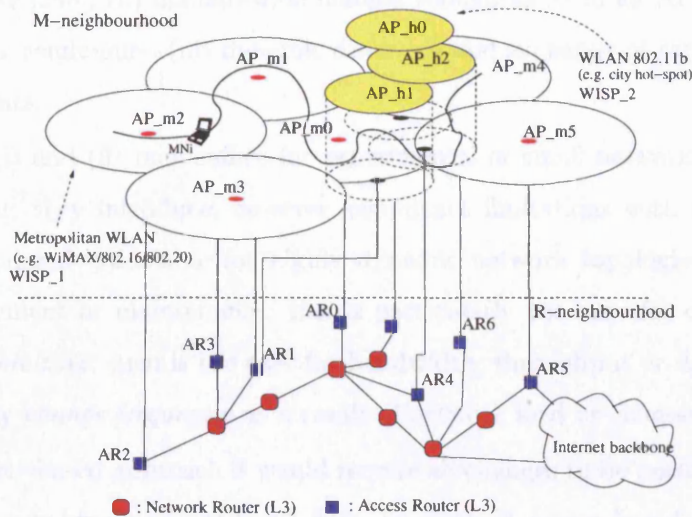 M-neighbourhood
AP_h0
AP_m1
AP_h2
AP_m4
WLAN 802.11b
(e.g. city hot-spot)
WISP_2
AP_h1
AP_m2
AP_m0
AP_m5
MNi
AP_m3
Metropolitan WLAN
(e.g. WiMAX/802.16/802.20)
WISP_1
AR0
R-neighbourhood
AR3
AR6
AR1
AR4
AR5
AR2
Internet backbone
: Network Router (L3)
: Access Router (L3)